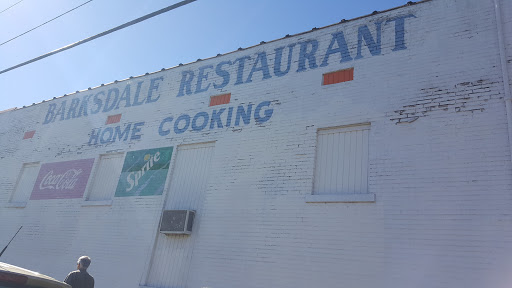 BARKSDALE RESTAURANT
HOME COOKING
Coca-Cola
Sprite